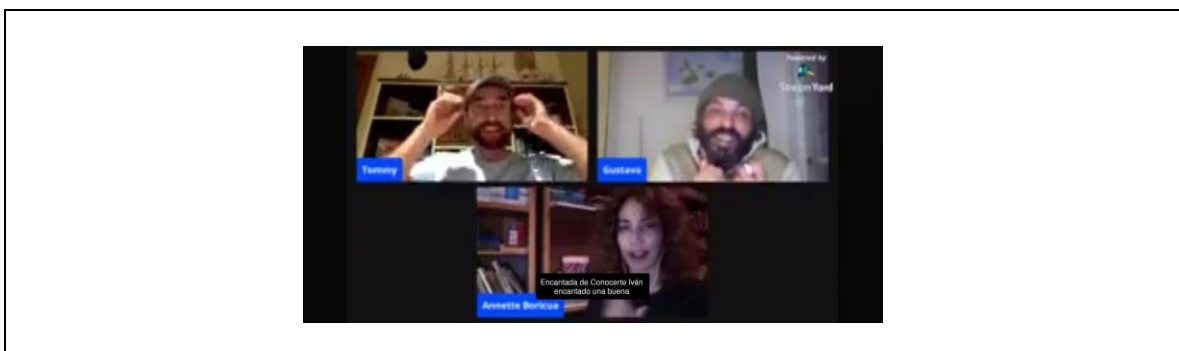 Powered by
StreamYard
Tommy
Gustavo
Encantada de Conocerte Iván
encantado una buena
Annette Boricua